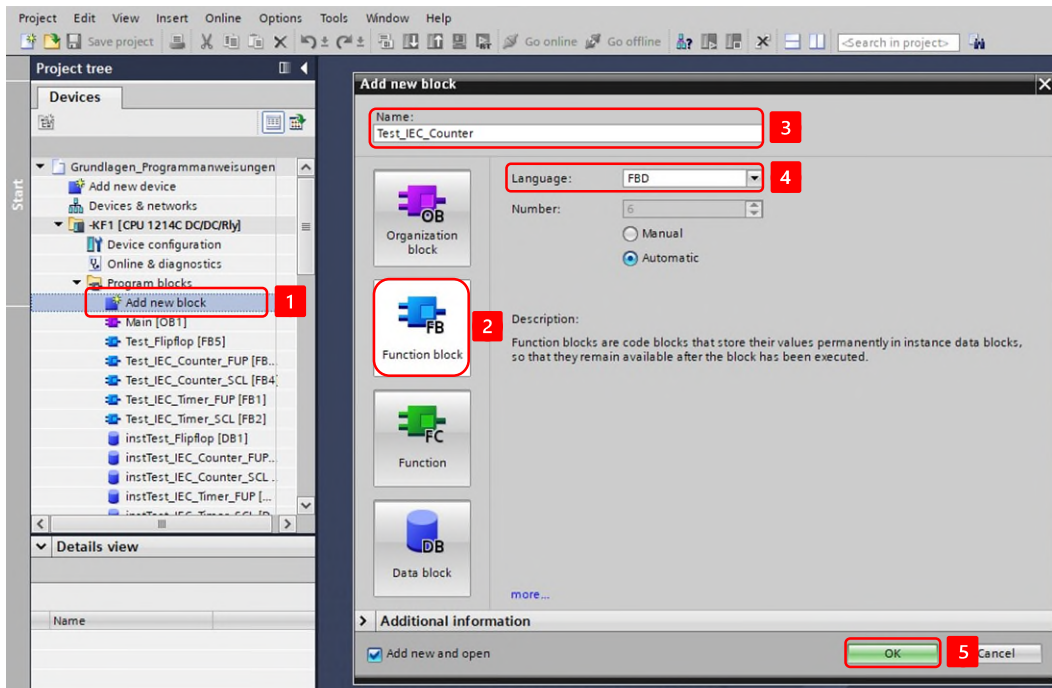 Project Edit View Insert Online Options Tools Window Help
Save project Go online Go offline <Search in project>
Project tree
Devices
Start
Grundlagen_Programmanweisungen
Add new device
Devices & networks
-KF1 [CPU 1214C DC/DC/Rly]
Device configuration
Online & diagnostics
Program blocks
Add new block
1
Main [OB1]
Test_Flipflop [FB5]
Test_IEC_Counter_FUP [FB...
Test_IEC_Counter_SCL [FB4]
Test_IEC_Timer_FUP [FB1]
Test_IEC_Timer_SCL [FB2]
instTest_Flipflop [DB1]
instTest_IEC_Counter_FUP...
instTest_IEC_Counter_SCL ...
instTest_IEC_Timer_FUP [...
Details view
Name
Add new block
Name:
Test_IEC_Counter
3
Language: FBD
4
Number: 6
Manual
Automatic
OB
Organization
block
FB
Function block
2
FC
Function
DB
Data block
Description:
Function blocks are code blocks that store their values permanently in instance data blocks,
so that they remain available after the block has been executed.
more...
Additional information
Add new and open
OK
5
Cancel